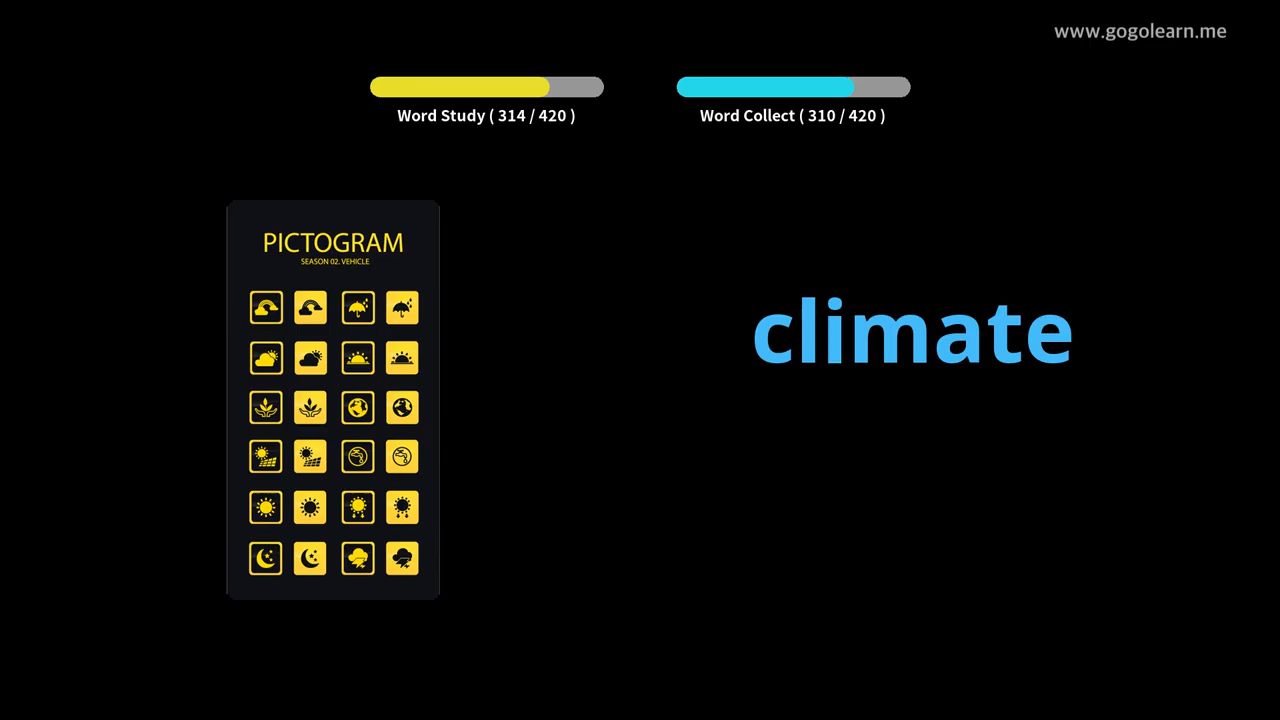 www.gogolearn.me
Word Study ( 314 / 420 )
Word Collect ( 310 / 420 )
PICTOGRAM
SEASON 02. VEHICLE
climate